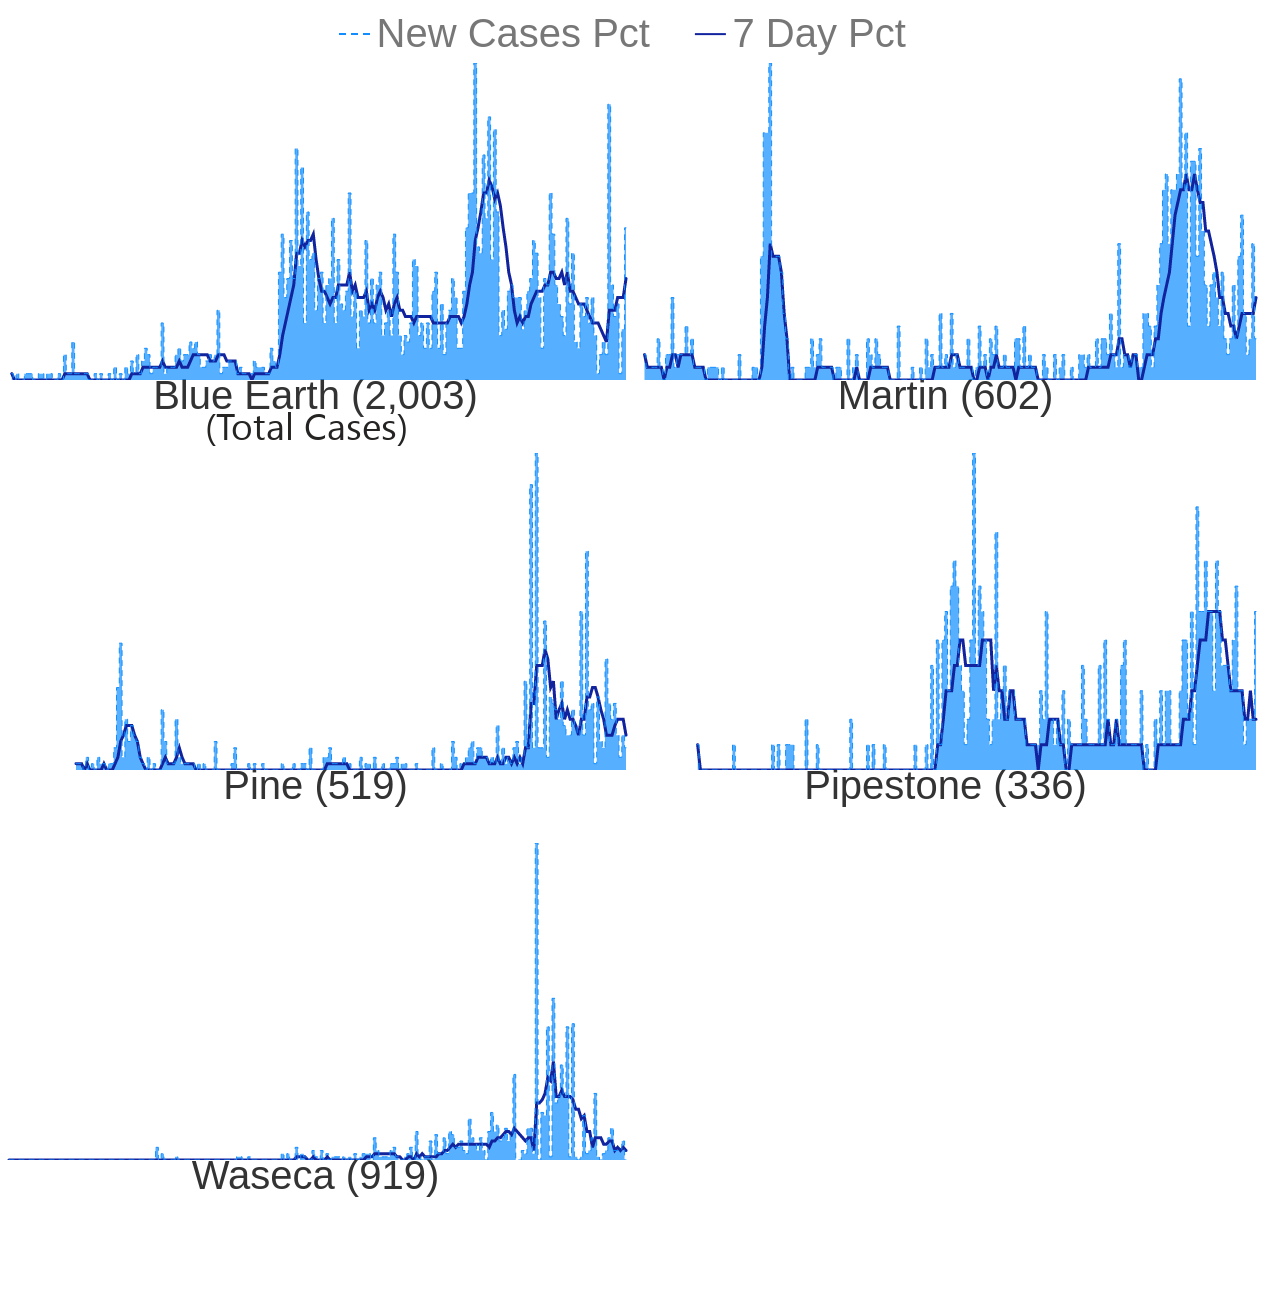 New Cases Pct 7 Day Pct
Blue Earth (2,003) Martin (602)
(Total Cases)
Pine (519) Pipestone (336)
Waseca (919)